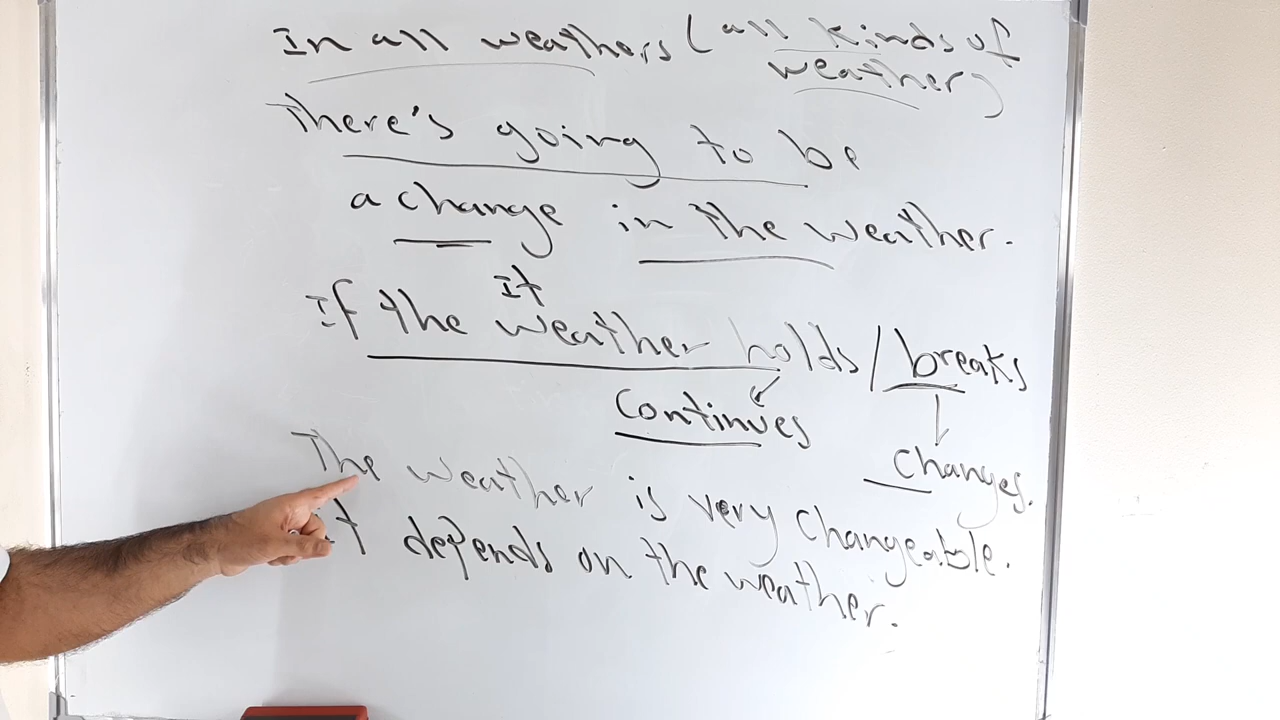 In all weathers (all kinds of
weather)
There's going to be
a change in the weather.
It
If the weather holds / breaks
Continues
Changes.
The weather is very changeable.
It depends on the weather.